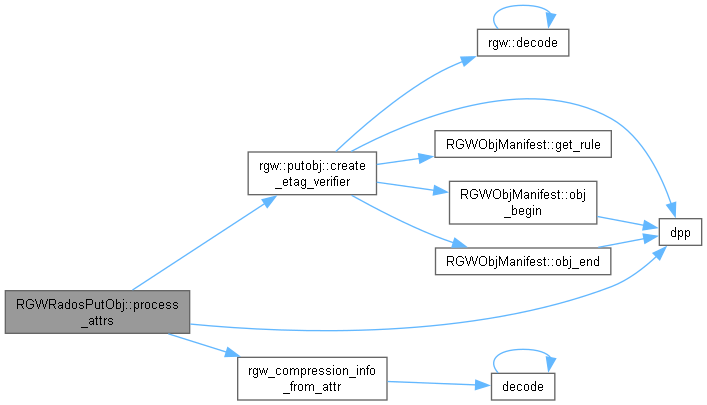 rgw::decode
rgw::putobj::create
_etag_verifier
RGWObjManifest::get_rule
RGWObjManifest::obj
_begin
dpp
RGWObjManifest::obj_end
RGWRadosPutObj::process
_attrs
rgw_compression_info
_from_attr
decode